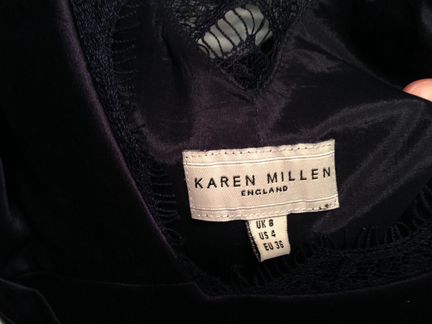 KAREN MILLEN
ENGLAND
UK 8
US 4
EU 36